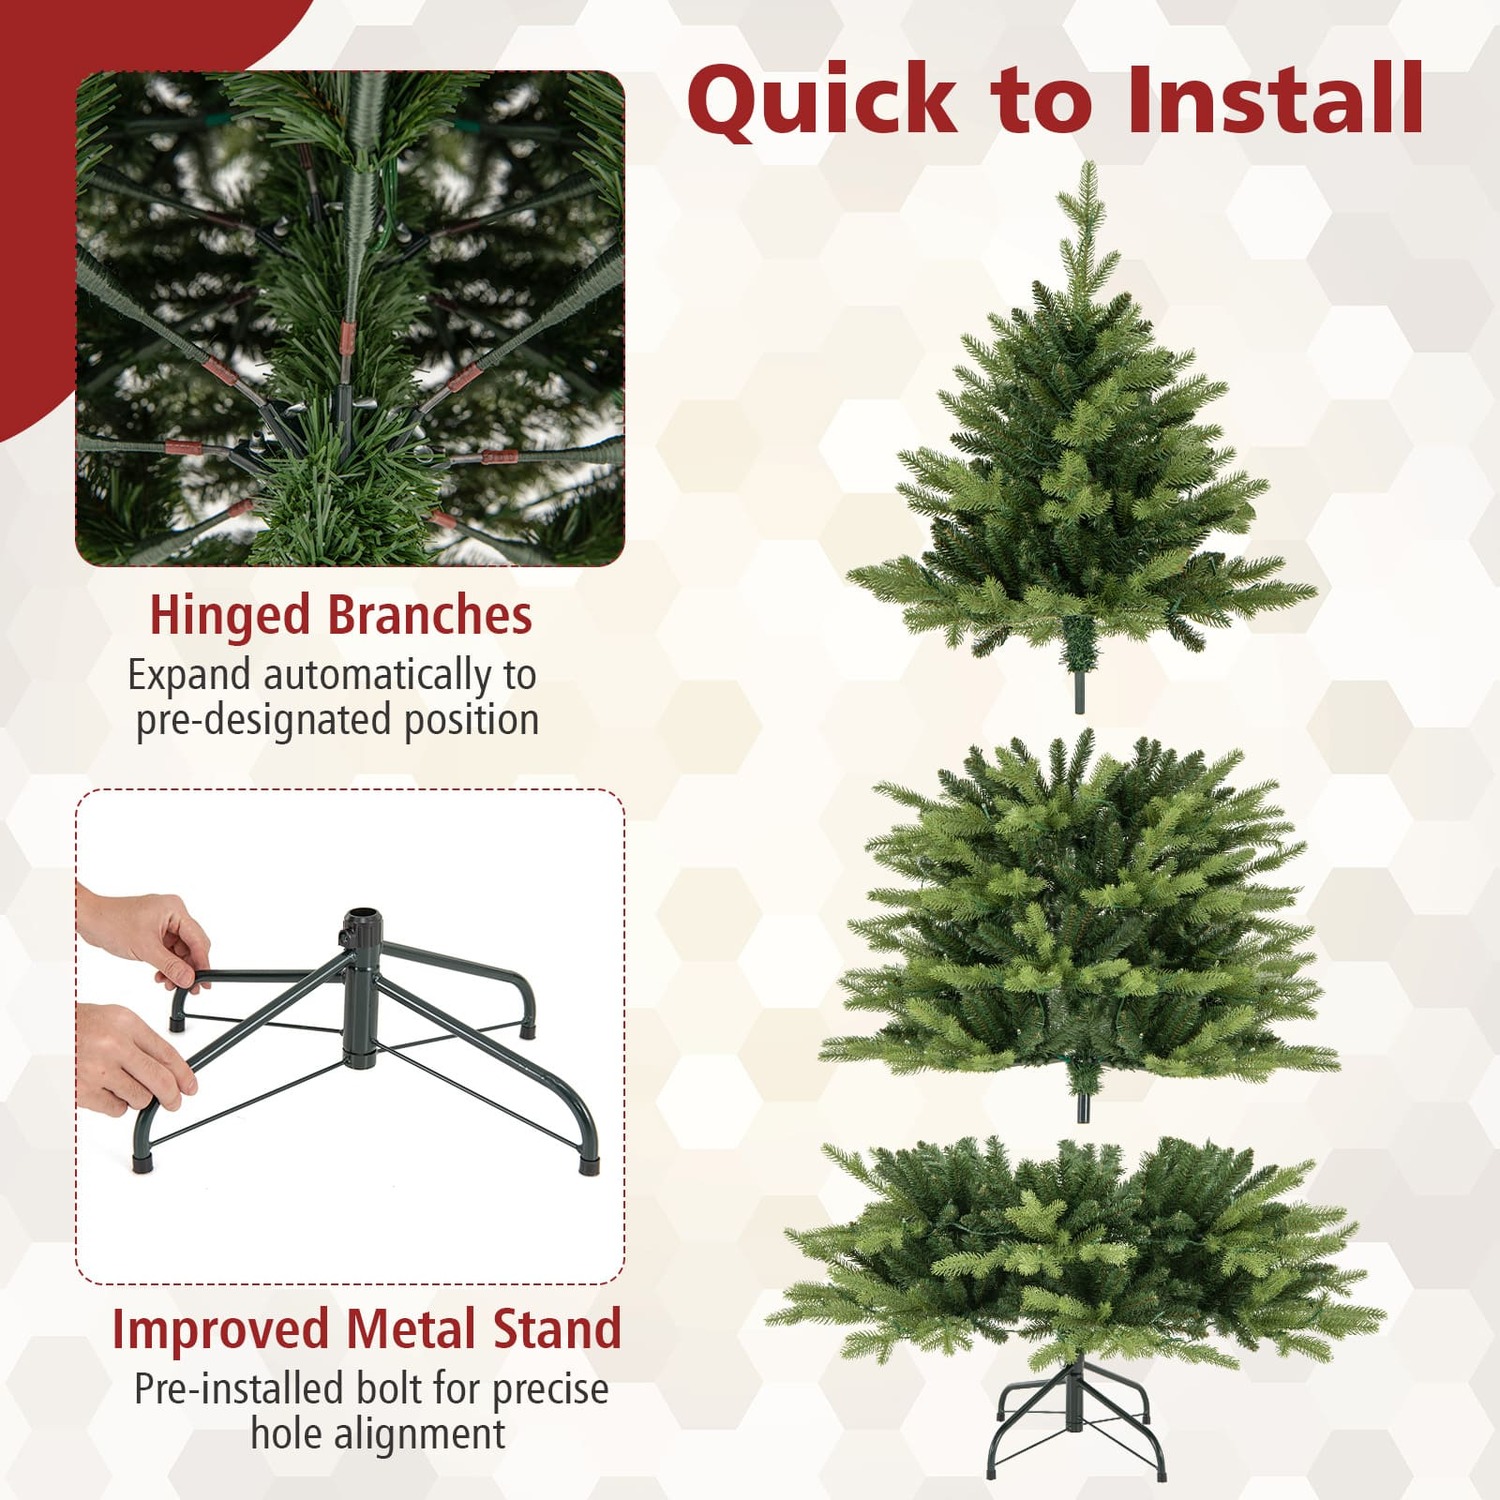 Quick to Install
Hinged Branches
Expand automatically to
pre-designated position
Improved Metal Stand
Pre-installed bolt for precise
hole alignment